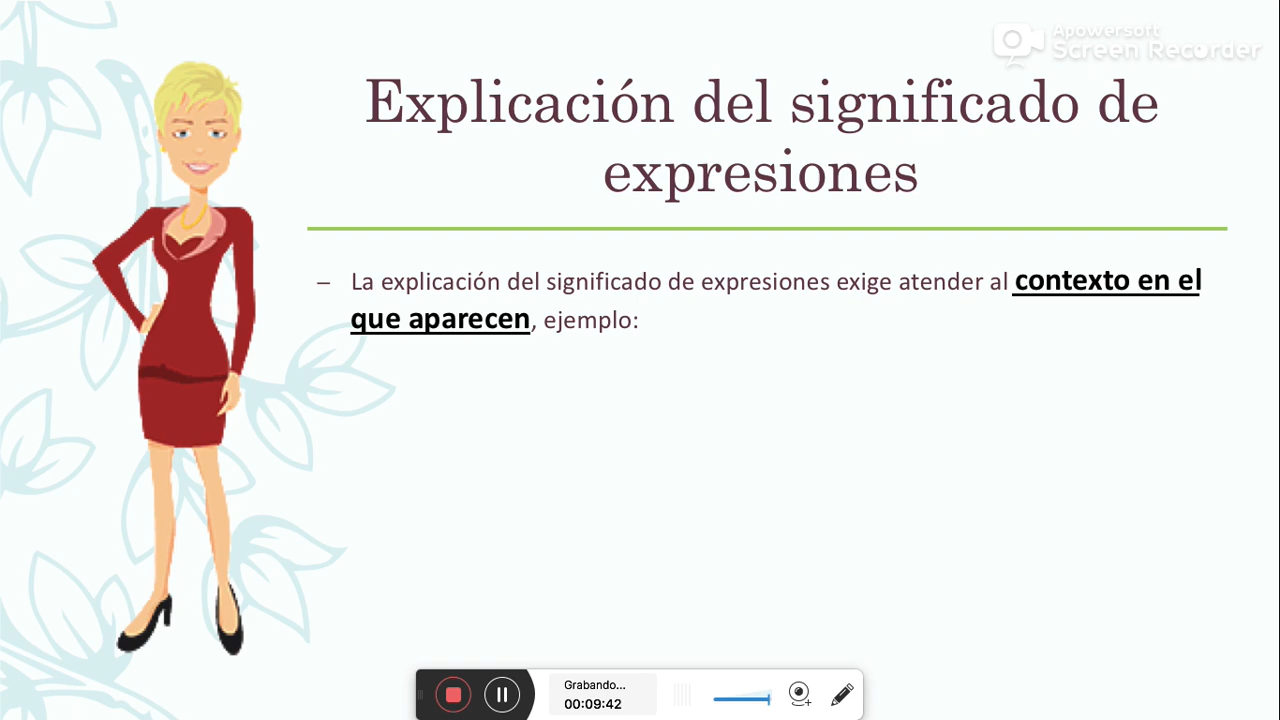 Apowersoft
Screen Recorder
Explicación del significado de
expresiones
– La explicación del significado de expresiones exige atender al contexto en el
que aparecen, ejemplo:
Grabando...
00:09:42